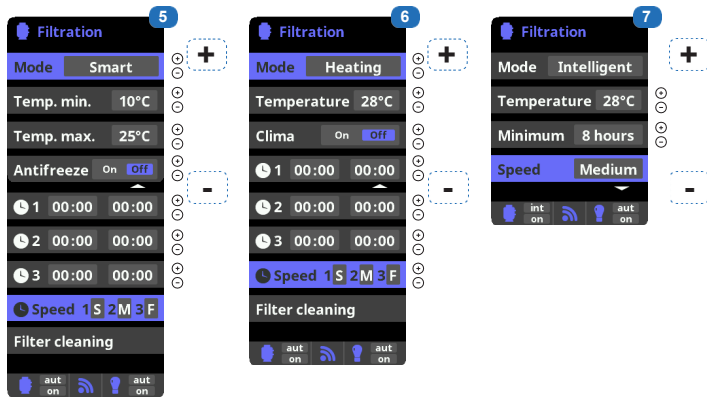 5
Filtration
Mode Smart
Temp. min. 10°C
Temp. max. 25°C
Antifreeze On Off
1 00:00 00:00
2 00:00 00:00
3 00:00 00:00
Speed 1 S 2 M 3 F
Filter cleaning
aut on aut on
+
-
6
Filtration
Mode Heating
Temperature 28°C
Clima On Off
1 00:00 00:00
2 00:00 00:00
3 00:00 00:00
Speed 1 S 2 M 3 F
Filter cleaning
aut on aut on
+
-
7
Filtration
Mode Intelligent
Temperature 28°C
Minimum 8 hours
Speed Medium
int on aut on
+
-